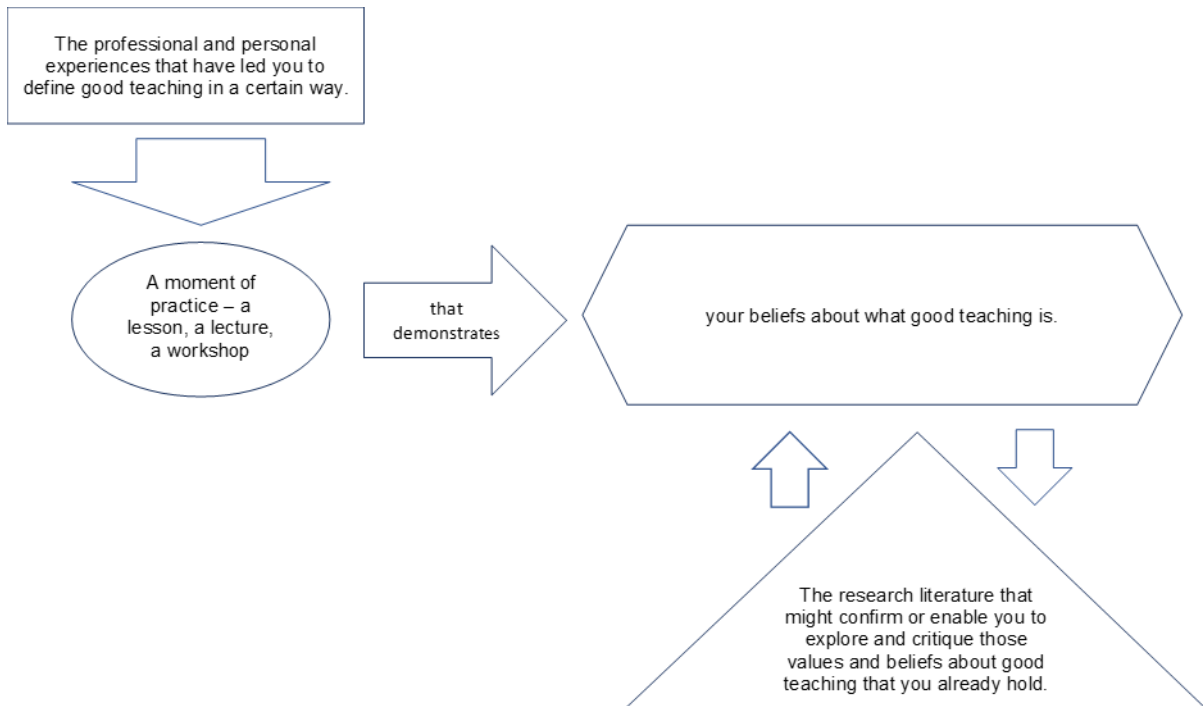 The professional and personal
experiences that have led you to
define good teaching in a certain way.
A moment of
practice – a
lesson, a lecture,
a workshop
that
demonstrates
your beliefs about what good teaching is.
The research literature that
might confirm or enable you to
explore and critique those
values and beliefs about good
teaching that you already hold.